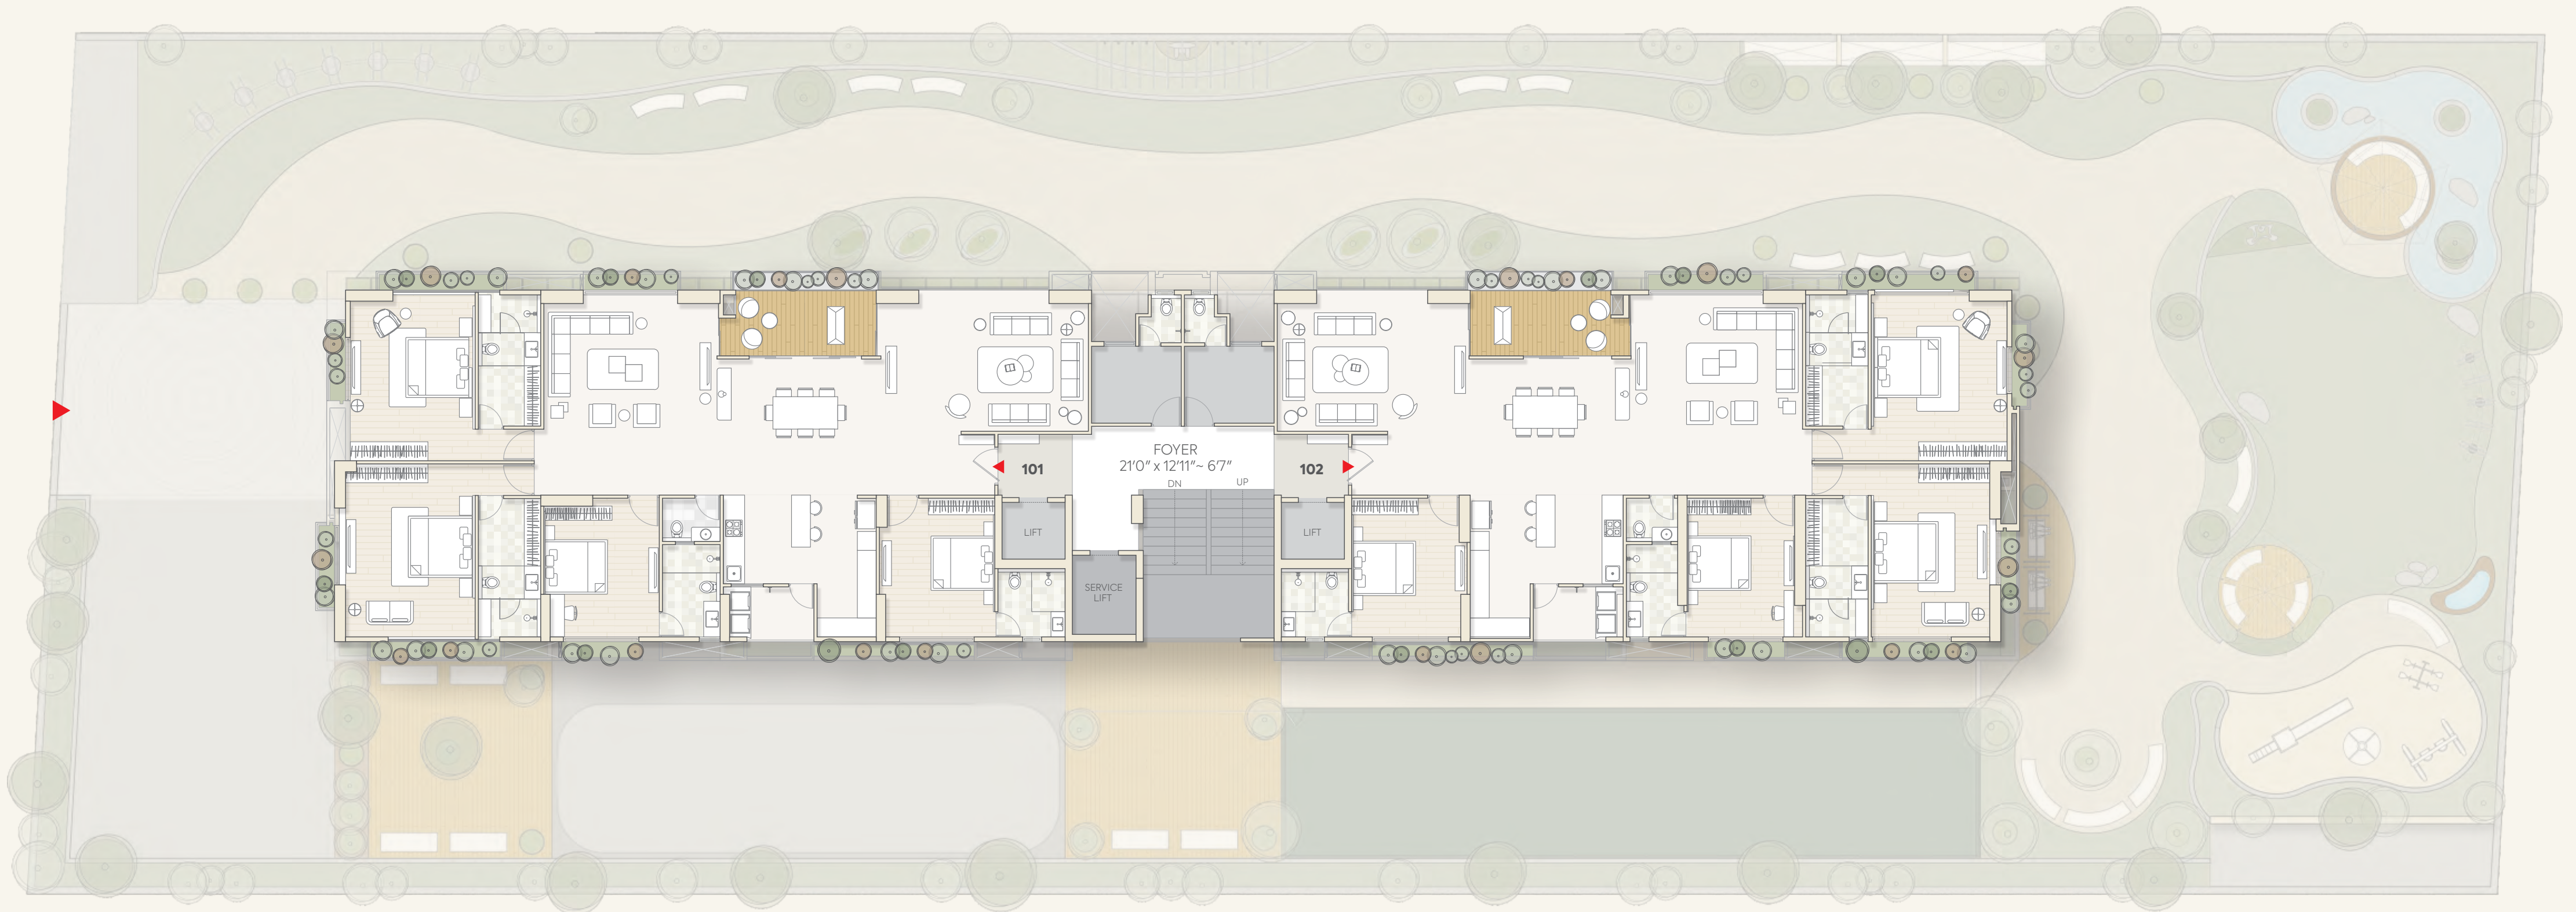 FOYER
21'0" x 12'11"~ 6'7"
101
102
DN
UP
LIFT
LIFT
SERVICE
LIFT